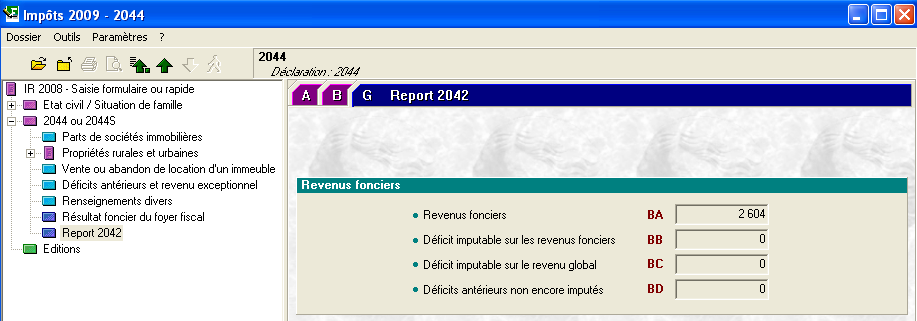 Impôts 2009 - 2044
Dossier Outils Paramètres ?
2044
Déclaration : 2044
IR 2008 - Saisie formulaire ou rapide
Etat civil / Situation de famille
2044 ou 2044S
Parts de sociétés immobilières
Propriétés rurales et urbaines
Vente ou abandon de location d'un immeuble
Déficits antérieurs et revenu exceptionnel
Renseignements divers
Résultat foncier du foyer fiscal
Report 2042
Editions
A B G Report 2042
Revenus fonciers
Revenus fonciers BA 2 604
Déficit imputable sur les revenus fonciers BB 0
Déficit imputable sur le revenu global BC 0
Déficits antérieurs non encore imputés BD 0